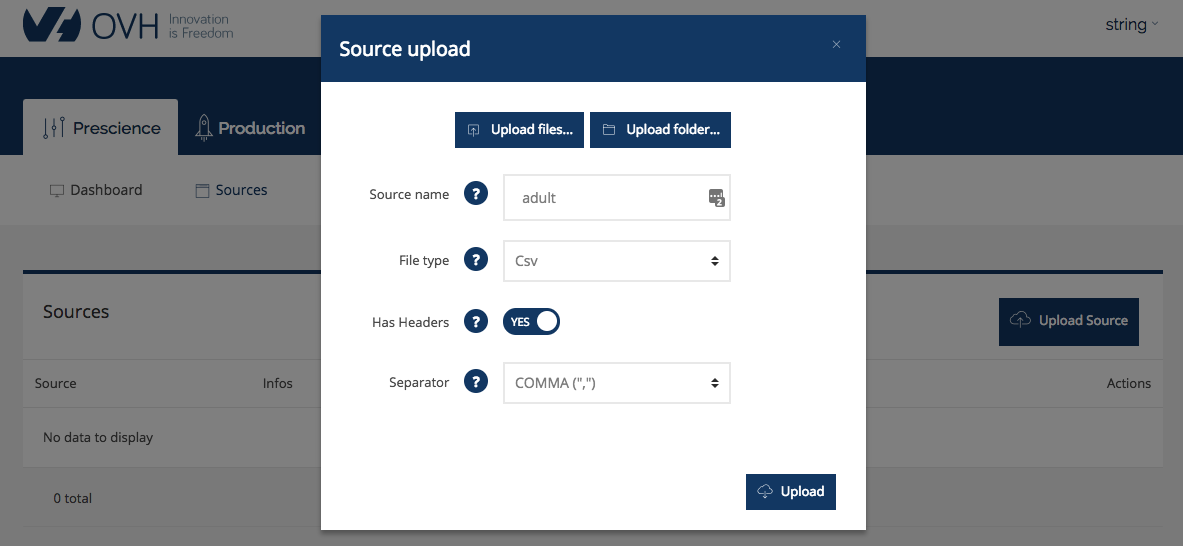 OVH Innovation
is Freedom
string
Source upload
×
Prescience
Production
Upload files...
Upload folder...
Dashboard
Sources
Source name ? adult
2
File type ? Csv
Has Headers ? YES
Separator ? COMMA (",")
Upload
Sources
Upload Source
Source
Infos
Actions
No data to display
0 total